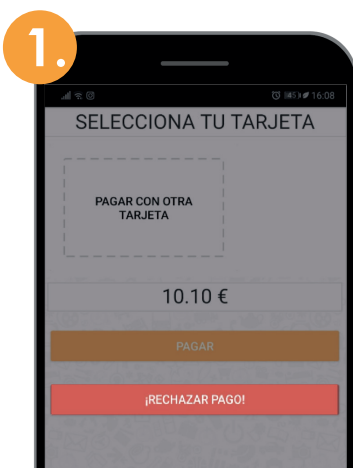 1.
16:08
SELECCIONA TU TARJETA
PAGAR CON OTRA
TARJETA
10.10 €
PAGAR
¡RECHAZAR PAGO!